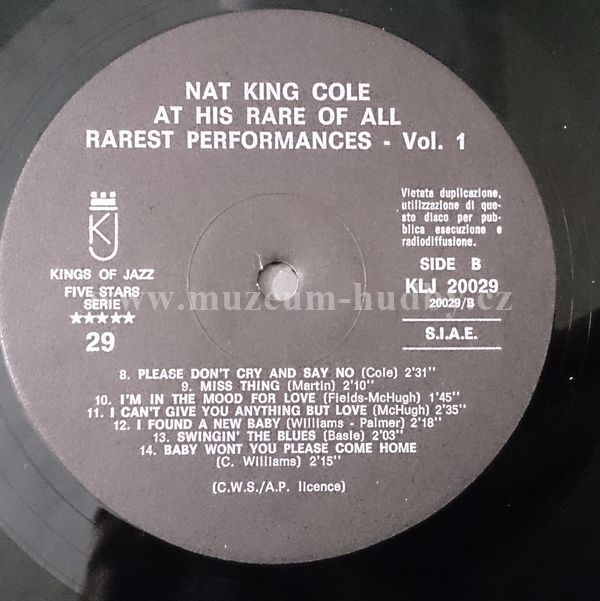 NAT KING COLE
AT HIS RARE OF ALL
RAREST PERFORMANCES - Vol. 1
KJ
KINGS OF JAZZ
FIVE STARS
SERIE
★★★★★
29
Vietata duplicazione,
utilizzazione di que-
sto disco per pub-
blica esecuzione e
radiodiffusione.
SIDE B
KLJ 20029
20029/B
S.I.A.E.
www.muzeum-hudby.cz
8. PLEASE DON'T CRY AND SAY NO (Cole) 2'31"
9. MISS THING (Martin) 2'10"
10. I'M IN THE MOOD FOR LOVE (Fields-McHugh) 1'45"
11. I CAN'T GIVE YOU ANYTHING BUT LOVE (McHugh) 2'35"
12. I FOUND A NEW BABY (Williams - Palmer) 2'18"
13. SWINGIN' THE BLUES (Basie) 2'03"
14. BABY WONT YOU PLEASE COME HOME
(C. Williams) 2'15"
(C.W.S./A.P. licence)